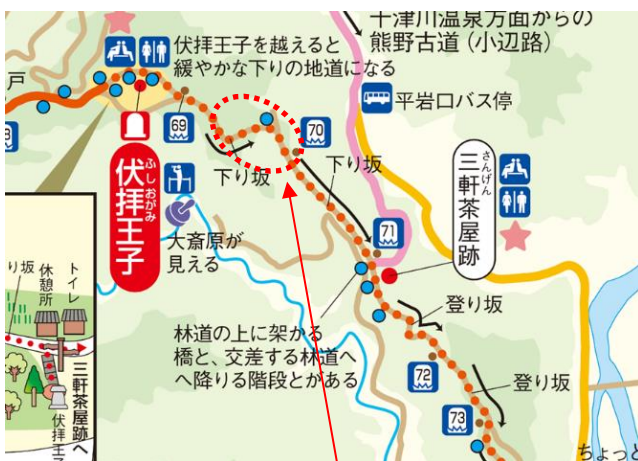 十津川温泉方面からの
熊野古道（小辺路）
伏拝王子を越えると
緩やかな下りの地道になる
戸
平岩口バス停
69
70
下り坂
下り坂
ふしおがみ
伏拝王子
さんげん
三軒茶屋跡
大斎原が
見える
71
登り坂
林道の上に架かる
橋と、交差する林道へ
へ降りる階段とがある
72
登り坂
73
ちょっと
り坂
休憩所
トイレ
三軒茶屋跡へ
伏拝王子